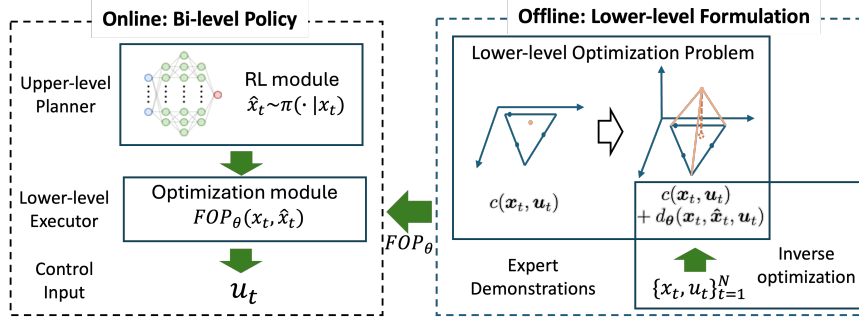 Online: Bi-level Policy
Upper-level
Planner
RL module
x̂_t~π(· |x_t)
Lower-level
Executor
Optimization module
FOP_θ(x_t, x̂_t)
Control
Input
u_t
FOP_θ
Offline: Lower-level Formulation
Lower-level Optimization Problem
c(x_t, u_t)
c(x_t, u_t)
+ d_θ(x_t, x̂_t, u_t)
Expert
Demonstrations
{x_t, u_t}_{t=1}^N
Inverse
optimization